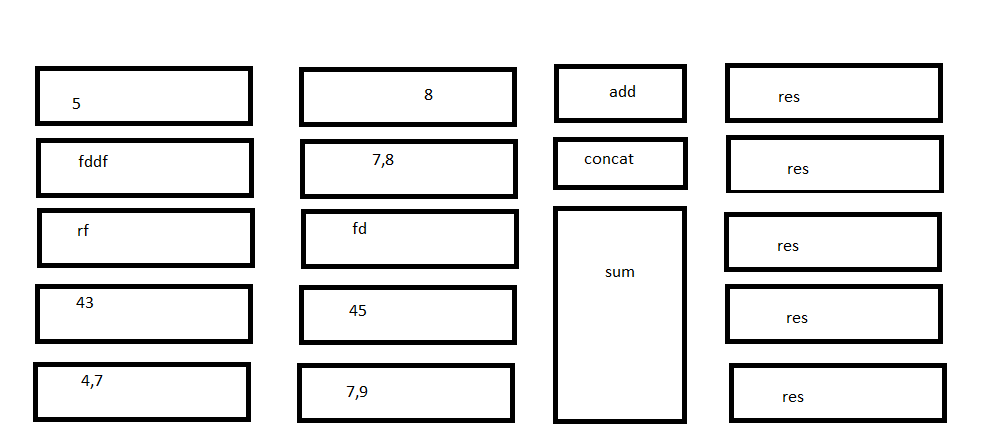 5 8 add res
fddf 7,8 concat res
rf fd sum res
43 45 res
4,7 7,9 res